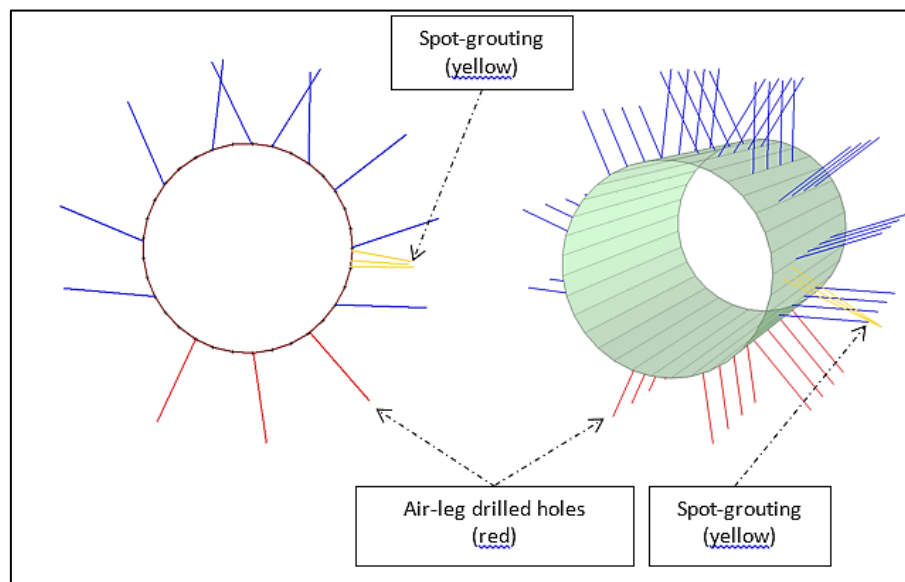 Spot-grouting
(yellow)
Air-leg drilled holes
(red)
Spot-grouting
(yellow)